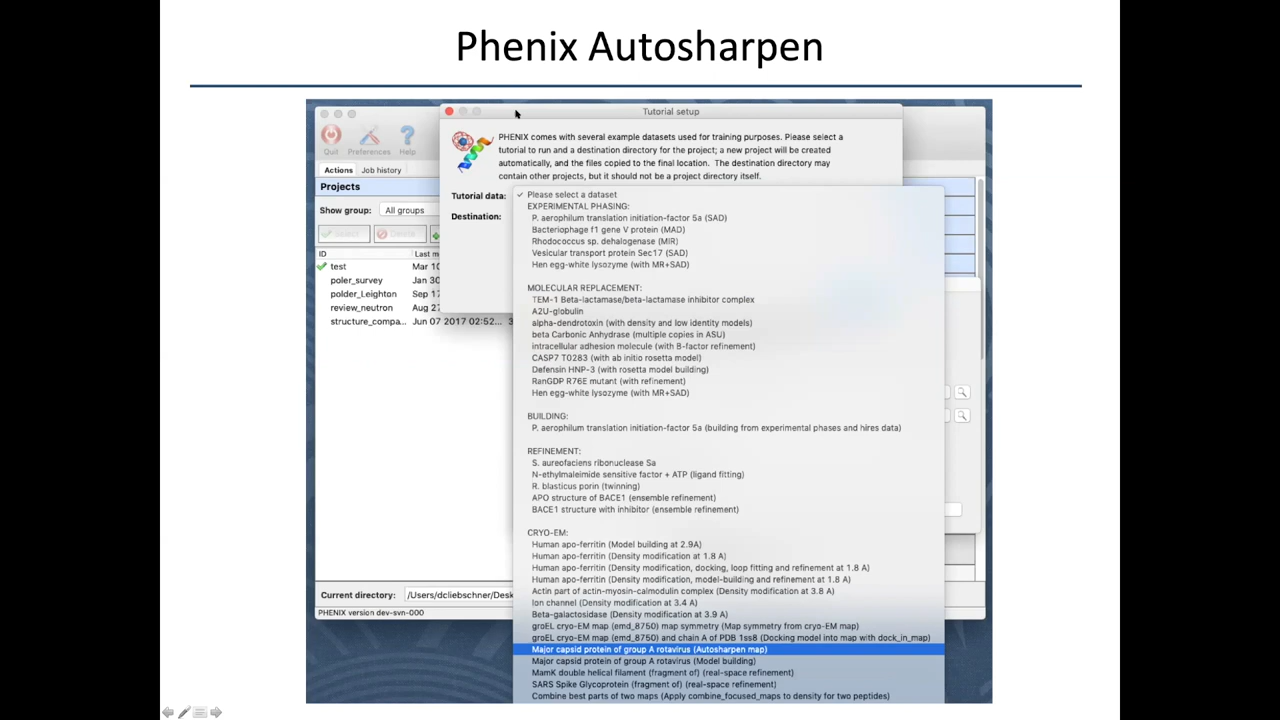 Phenix Autosharpen
Tutorial setup
PHENIX comes with several example datasets used for training purposes. Please select a
tutorial to run and a destination directory for the project; a new project will be created
automatically, and the files copied to the final location. The destination directory may
contain other projects, but it should not be a project directory itself.
Quit Preferences Help
Actions Job history
Projects
Show group: All groups
Select Delete
ID Last m
test Mar 10
poler_survey Jan 30
polder_Leighton Sep 17
review_neutron Aug 27
structure_compa... Jun 07 2017 02:52... 3
Tutorial data:
Destination:
✓ Please select a dataset
EXPERIMENTAL PHASING:
P. aerophilum translation initiation-factor 5a (SAD)
Bacteriophage f1 gene V protein (MAD)
Rhodococcus sp. dehalogenase (MIR)
Vesicular transport protein Sec17 (SAD)
Hen egg-white lysozyme (with MR+SAD)
MOLECULAR REPLACEMENT:
TEM-1 Beta-lactamase/beta-lactamase inhibitor complex
A2U-globulin
alpha-dendrotoxin (with density and low identity models)
beta Carbonic Anhydrase (multiple copies in ASU)
intracellular adhesion molecule (with B-factor refinement)
CASP7 T0283 (with ab initio rosetta model)
Defensin HNP-3 (with rosetta model building)
RanGDP R76E mutant (with refinement)
Hen egg-white lysozyme (with MR+SAD)
BUILDING:
P. aerophilum translation initiation-factor 5a (building from experimental phases and hires data)
REFINEMENT:
S. aureofaciens ribonuclease Sa
N-ethylmaleimide sensitive factor + ATP (ligand fitting)
R. blasticus porin (twinning)
APO structure of BACE1 (ensemble refinement)
BACE1 structure with inhibitor (ensemble refinement)
CRYO-EM:
Human apo-ferritin (Model building at 2.9A)
Human apo-ferritin (Density modification at 1.8 A)
Human apo-ferritin (Density modification, docking, loop fitting and refinement at 1.8 A)
Human apo-ferritin (Density modification, model-building and refinement at 1.8 A)
Actin part of actin-myosin-calmodulin complex (Density modification at 3.8 A)
Ion channel (Density modification at 3.4 A)
Beta-galactosidase (Density modification at 3.9 A)
groEL cryo-EM map (emd_8750) map symmetry (Map symmetry from cryo-EM map)
groEL cryo-EM map (emd_8750) and chain A of PDB 1ss8 (Docking model into map with dock_in_map)
Major capsid protein of group A rotavirus (Autosharpen map)
Major capsid protein of group A rotavirus (Model building)
MamK double helical filament (fragment of) (real-space refinement)
SARS Spike Glycoprotein (fragment of) (real-space refinement)
Combine best parts of two maps (Apply combine_focused_maps to density for two peptides)
Current directory: /Users/dcliebschner/Desk
PHENIX version dev-svn-000